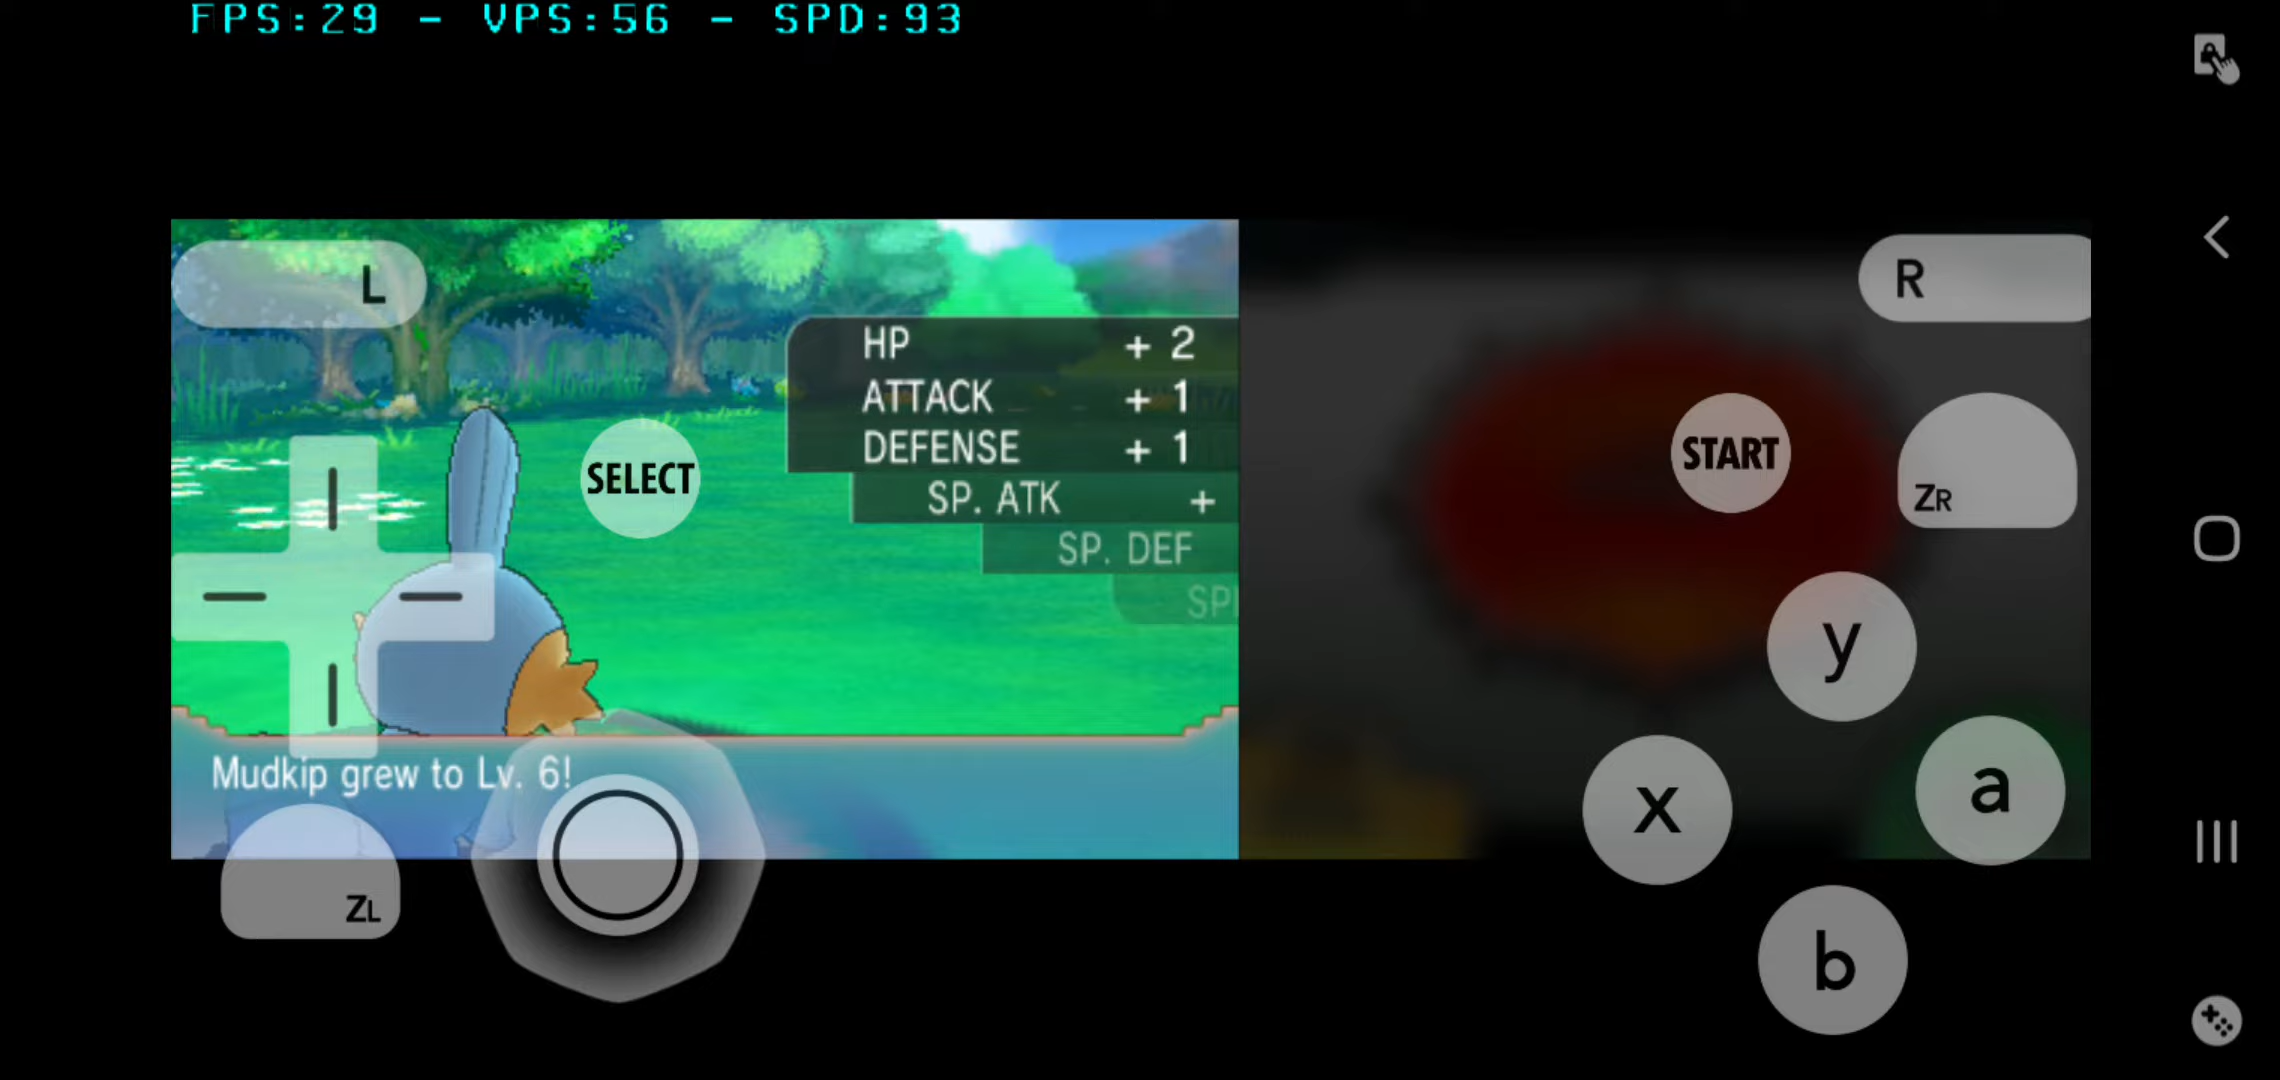 FPS:29 - VPS:56 - SPD:93
L
R
HP + 2
ATTACK + 1
DEFENSE + 1
SP. ATK +
SP. DEF
SP
SELECT
START
ZR
y
Mudkip grew to Lv. 6!
x
a
ZL
b